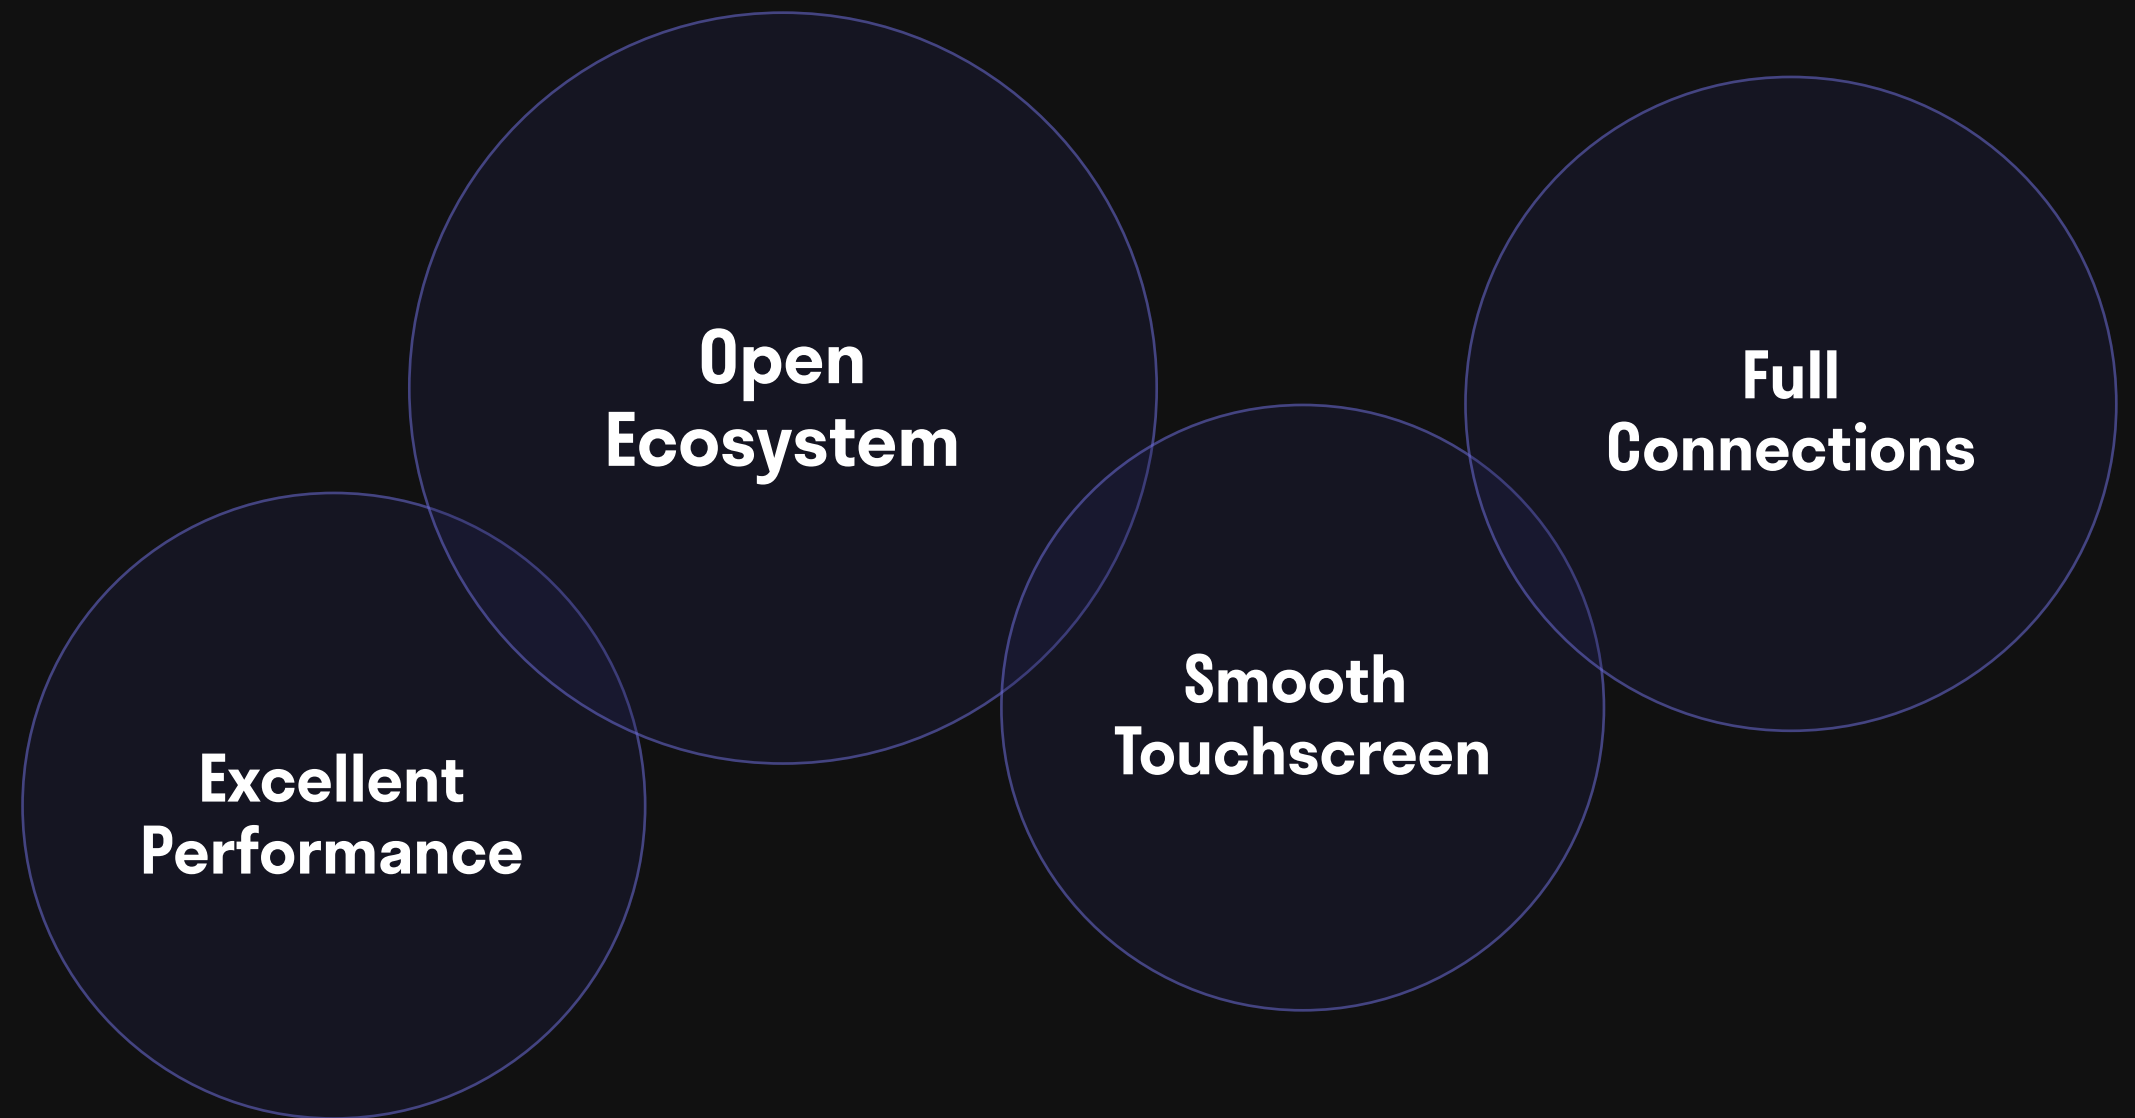 Open
Ecosystem
Full
Connections
Smooth
Touchscreen
Excellent
Performance